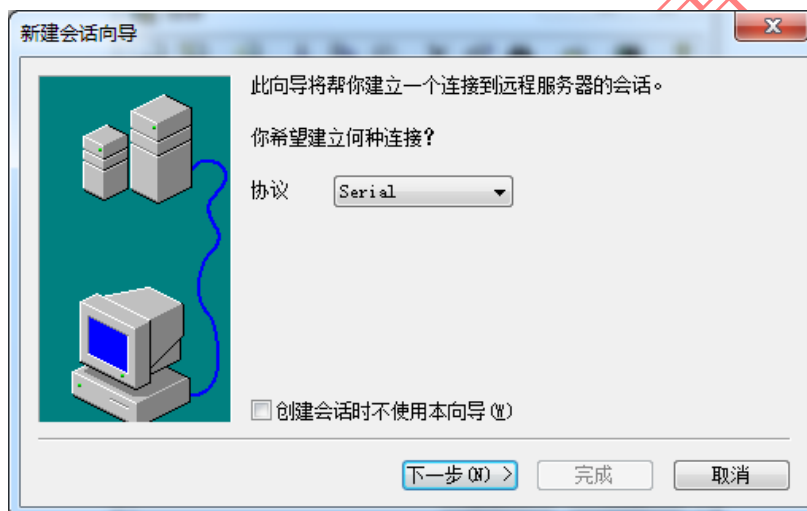 新建会话向导
此向导将帮你建立一个连接到远程服务器的会话。
你希望建立何种连接?
协议 Serial
创建会话时不使用本向导(W)
下一步(N) > 完成 取消